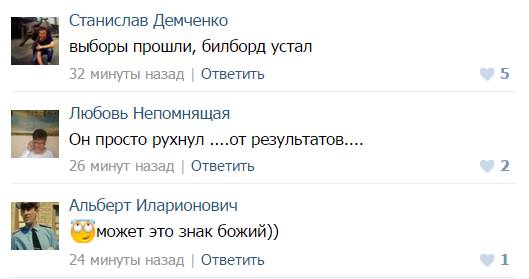 Станислав Демченко
выборы прошли, билборд устал
32 минуты назад | Ответить 5
Любовь Непомнящая
Он просто рухнул ....от результатов....
26 минут назад | Ответить 2
Альберт Иларионович
может это знак божий))
24 минуты назад | Ответить 1